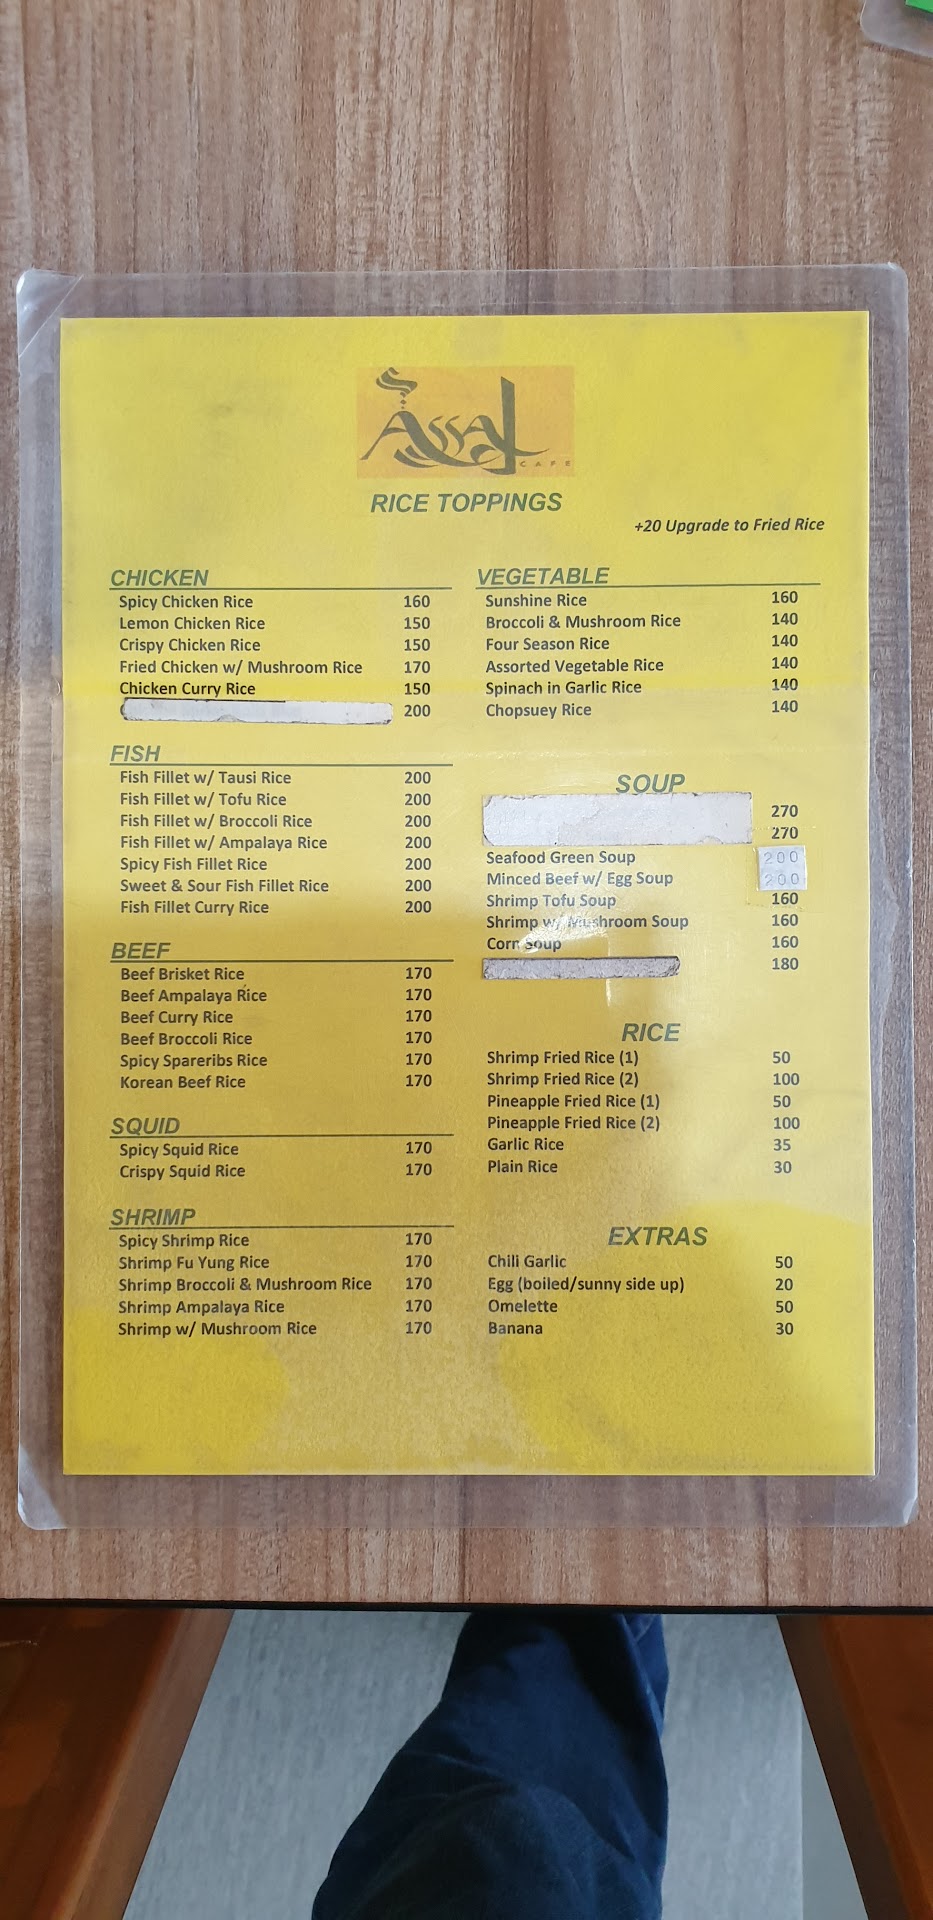 Assal
CAFE
RICE TOPPINGS
+20 Upgrade to Fried Rice
CHICKEN
Spicy Chicken Rice 160
Lemon Chicken Rice 150
Crispy Chicken Rice 150
Fried Chicken w/ Mushroom Rice 170
Chicken Curry Rice 150
200
FISH
Fish Fillet w/ Tausi Rice 200
Fish Fillet w/ Tofu Rice 200
Fish Fillet w/ Broccoli Rice 200
Fish Fillet w/ Ampalaya Rice 200
Spicy Fish Fillet Rice 200
Sweet & Sour Fish Fillet Rice 200
Fish Fillet Curry Rice 200
BEEF
Beef Brisket Rice 170
Beef Ampalaya Rice 170
Beef Curry Rice 170
Beef Broccoli Rice 170
Spicy Spareribs Rice 170
Korean Beef Rice 170
SQUID
Spicy Squid Rice 170
Crispy Squid Rice 170
SHRIMP
Spicy Shrimp Rice 170
Shrimp Fu Yung Rice 170
Shrimp Broccoli & Mushroom Rice 170
Shrimp Ampalaya Rice 170
Shrimp w/ Mushroom Rice 170
VEGETABLE
Sunshine Rice 160
Broccoli & Mushroom Rice 140
Four Season Rice 140
Assorted Vegetable Rice 140
Spinach in Garlic Rice 140
Chopsuey Rice 140
SOUP
270
270
Seafood Green Soup 200
Minced Beef w/ Egg Soup 200
Shrimp Tofu Soup 160
Shrimp w/ Mushroom Soup 160
Corn Soup 160
180
RICE
Shrimp Fried Rice (1) 50
Shrimp Fried Rice (2) 100
Pineapple Fried Rice (1) 50
Pineapple Fried Rice (2) 100
Garlic Rice 35
Plain Rice 30
EXTRAS
Chili Garlic 50
Egg (boiled/sunny side up) 20
Omelette 50
Banana 30